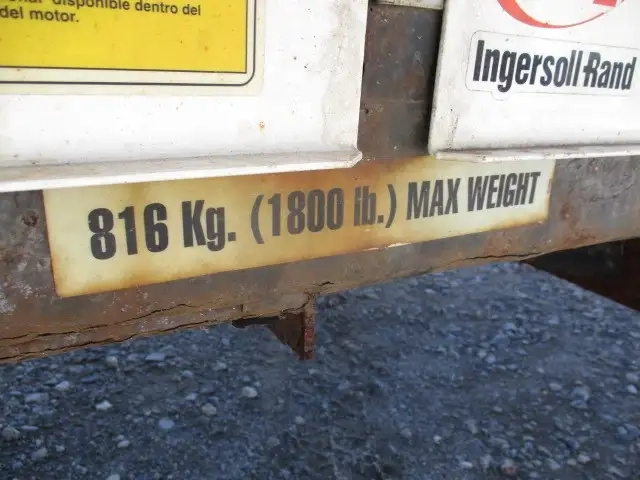 disponible dentro del
del motor.
Ingersoll-Rand
816 Kg. (1800 lb.) MAX WEIGHT